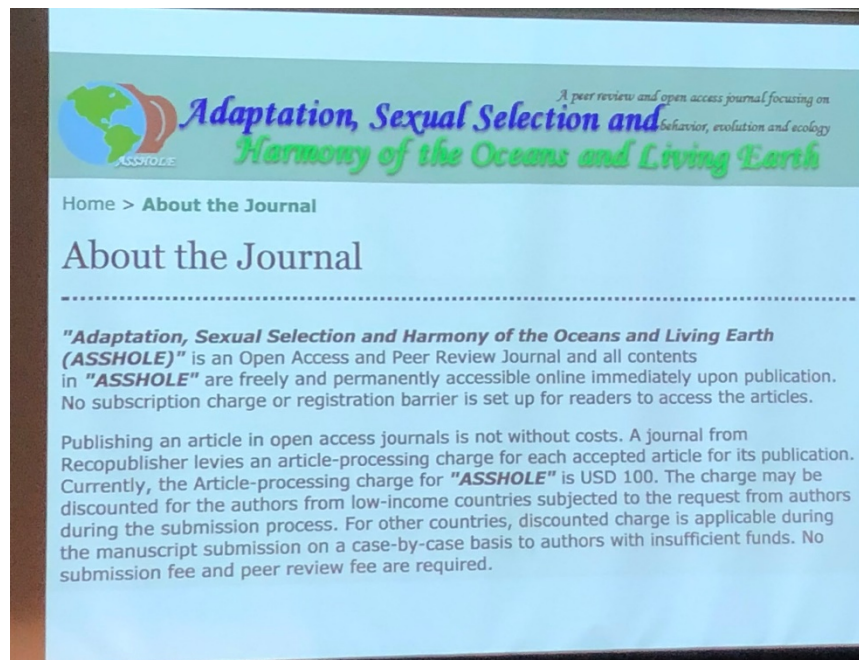 A peer review and open access journal focusing on
Adaptation, Sexual Selection and behavior, evolution and ecology
Harmony of the Oceans and Living Earth
ASSHOLE
Home > About the Journal
About the Journal
"Adaptation, Sexual Selection and Harmony of the Oceans and Living Earth
(ASSHOLE)" is an Open Access and Peer Review Journal and all contents
in "ASSHOLE" are freely and permanently accessible online immediately upon publication.
No subscription charge or registration barrier is set up for readers to access the articles.
Publishing an article in open access journals is not without costs. A journal from
Recopublisher levies an article-processing charge for each accepted article for its publication.
Currently, the Article-processing charge for "ASSHOLE" is USD 100. The charge may be
discounted for the authors from low-income countries subjected to the request from authors
during the submission process. For other countries, discounted charge is applicable during
the manuscript submission on a case-by-case basis to authors with insufficient funds. No
submission fee and peer review fee are required.